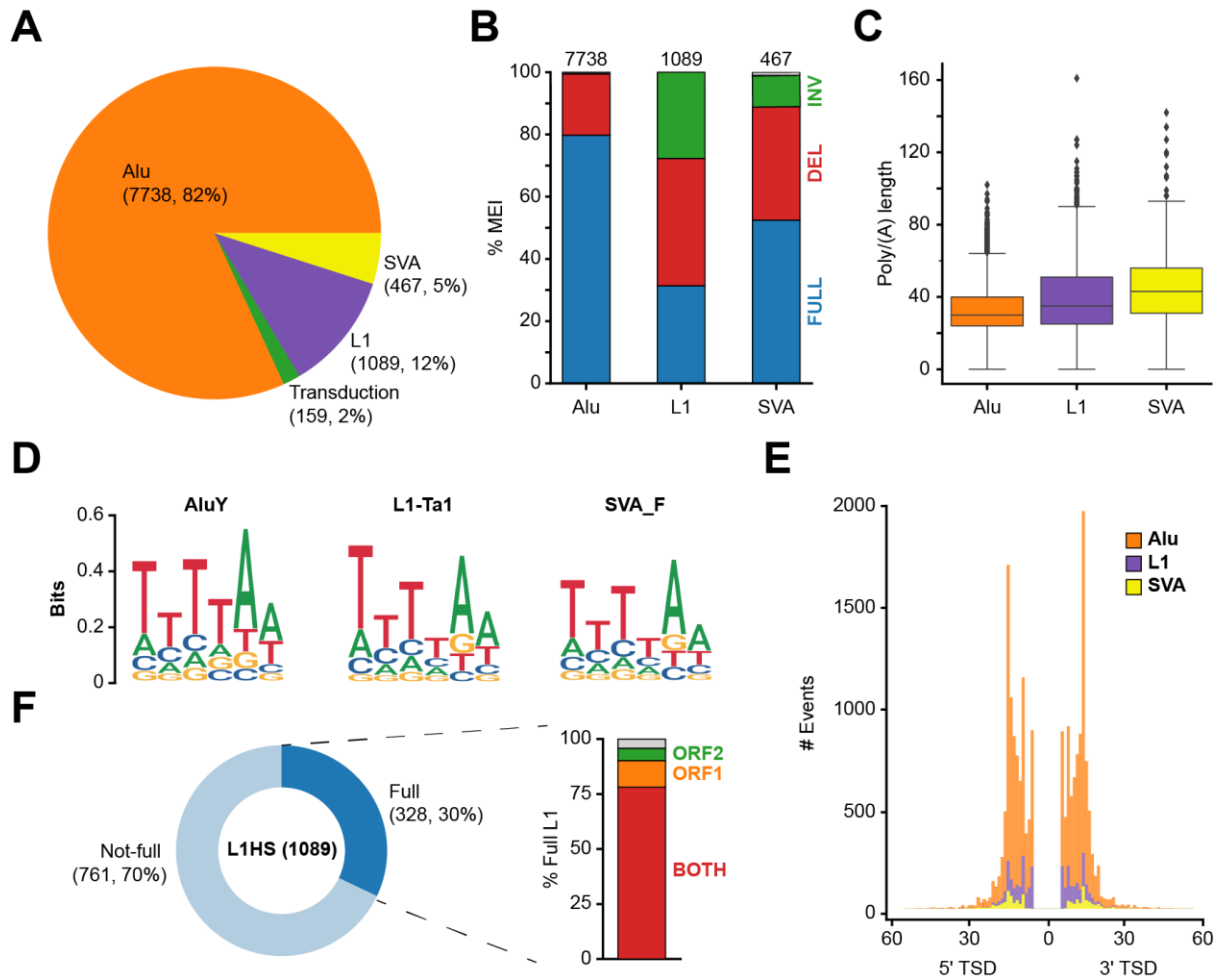 A
Alu
(7738, 82%)
SVA
(467, 5%)
L1
(1089, 12%)
Transduction
(159, 2%)
B
7738
1089
467
100
80
60
40
20
0
% MEI
INV
DEL
FULL
Alu
L1
SVA
C
160
120
80
40
0
Poly/(A) length
Alu
L1
SVA
D
AluY
L1-Ta1
SVA_F
0.6
0.4
0.2
0
Bits
E
2000
1500
1000
500
0
# Events
Alu
L1
SVA
60
30
0
30
60
5' TSD
3' TSD
F
Full
(328, 30%)
Not-full
(761, 70%)
L1HS (1089)
100
75
50
25
0
% Full L1
ORF2
ORF1
BOTH